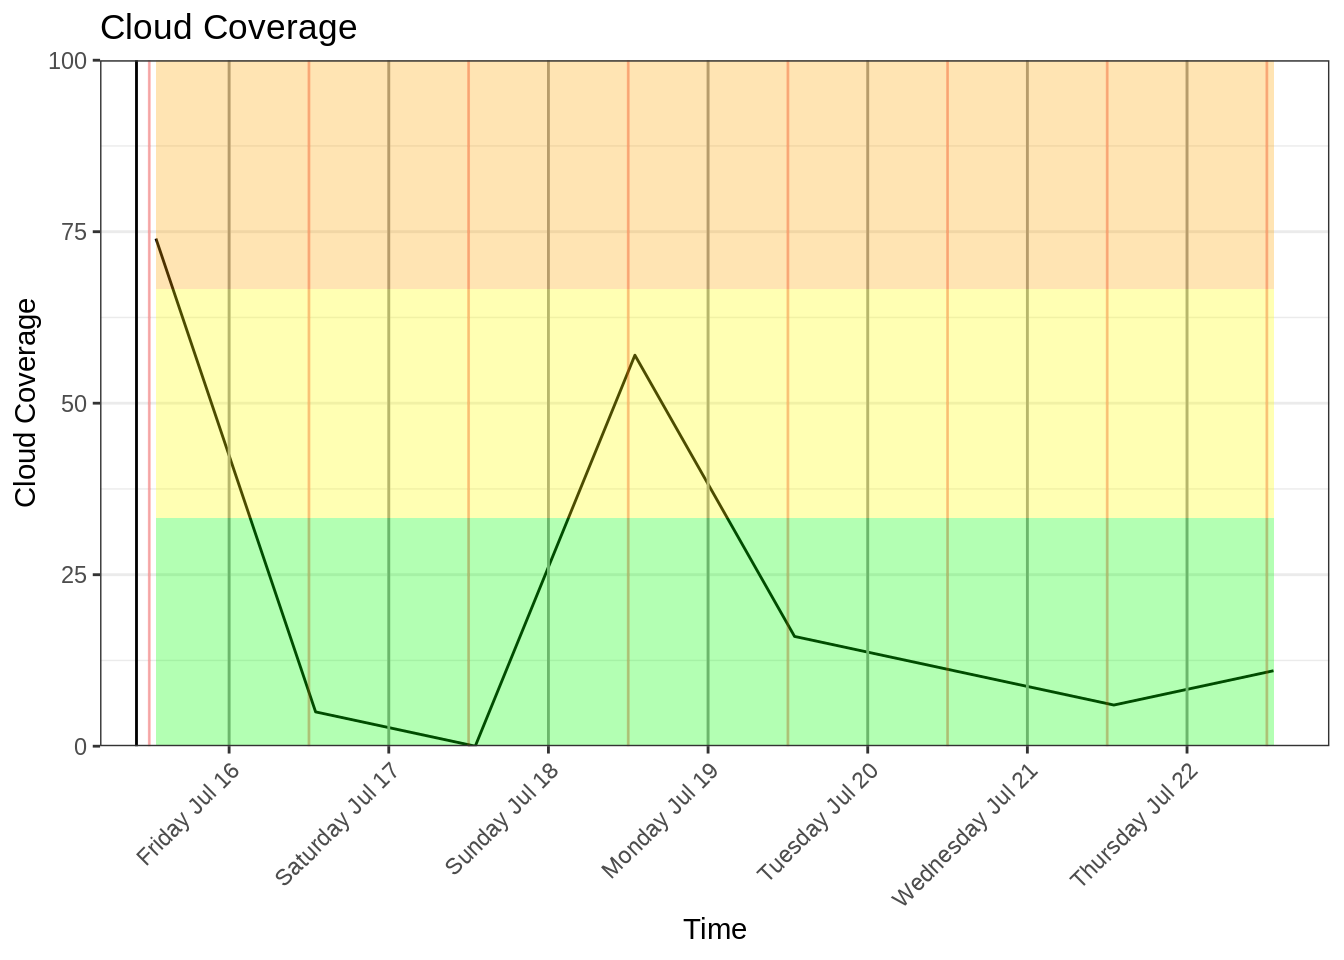 Cloud Coverage
100
75
50
25
0
Cloud Coverage
Friday Jul 16
Saturday Jul 17
Sunday Jul 18
Monday Jul 19
Tuesday Jul 20
Wednesday Jul 21
Thursday Jul 22
Time